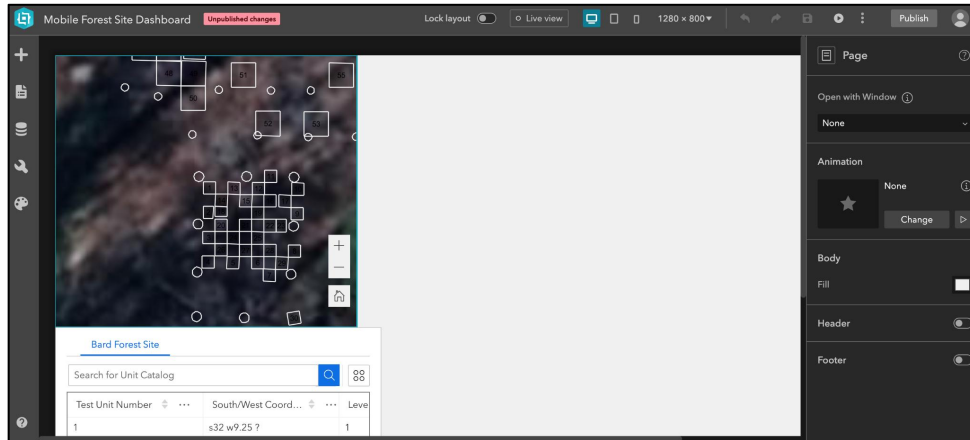 Mobile Forest Site Dashboard Unpublished changes Lock layout Live view 1280 × 800 Publish
Page
Open with Window
None
Animation
None
Change
Body
Fill
Header
Footer
51
55
50
52
53
Bard Forest Site
Search for Unit Catalog
Test Unit Number ... South/West Coord... ... Leve
1 s32 w9.25 ? 1